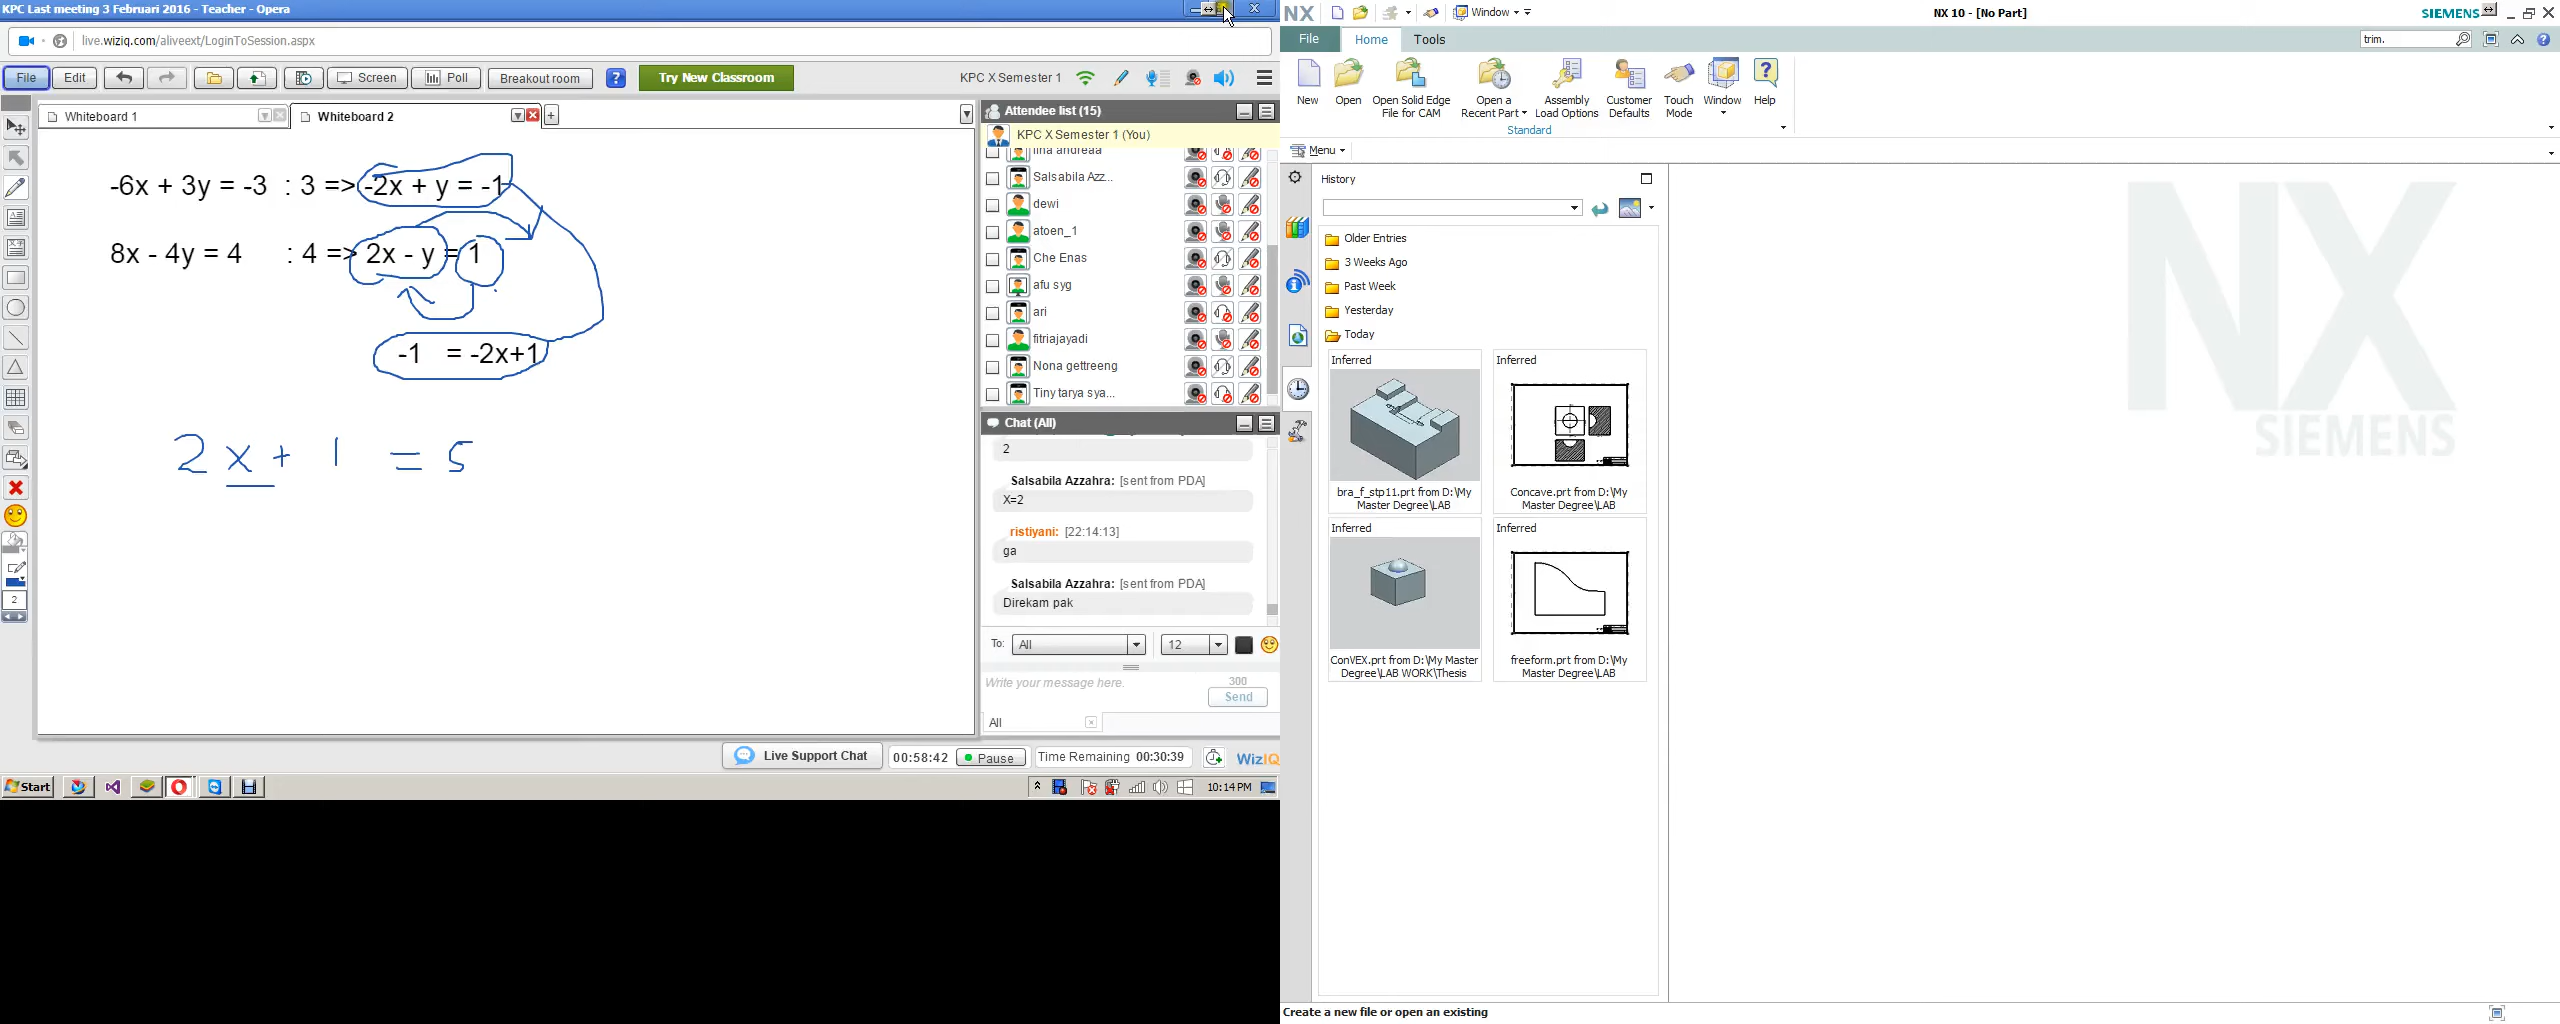 KPC Last meeting 3 Februari 2016 - Teacher - Opera
live.wiziq.com/aliveext/LoginToSession.aspx
File Edit Screen Poll Breakout room ? Try New Classroom KPC X Semester 1
Whiteboard 1 Whiteboard 2
-6x + 3y = -3 : 3 => -2x + y = -1
8x - 4y = 4 : 4 => 2x - y = 1
-1 = -2x+1
2x + 1 = 5
2
Attendee list (15)
KPC X Semester 1 (You)
lina andreaa
Salsabila Azz...
dewi
atoen_1
Che Enas
afu syg
ari
fitriajayadi
Nona gettreeng
Tiny tarya sya...
Chat (All)
2
Salsabila Azzahra: [sent from PDA]
X=2
ristiyani: [22:14:13]
ga
Salsabila Azzahra: [sent from PDA]
Direkam pak
To: All 12
Write your message here. 300
Send
All
Live Support Chat 00:58:42 Pause Time Remaining 00:30:39 WizIQ
Start 10:14 PM
NX Window NX 10 - [No Part] SIEMENS
File Home Tools trim.
New Open Open Solid Edge File for CAM Open a Recent Part Assembly Load Options Customer Defaults Touch Mode Window Help
Standard
Menu
History
Older Entries
3 Weeks Ago
Past Week
Yesterday
Today
Inferred Inferred
bra_f_stp11.prt from D:\My Concave.prt from D:\My
Master Degree\LAB Master Degree\LAB
Inferred Inferred
ConVEX.prt from D:\My Master freeform.prt from D:\My
Degree\LAB WORK\Thesis Master Degree\LAB
NX
SIEMENS
Create a new file or open an existing